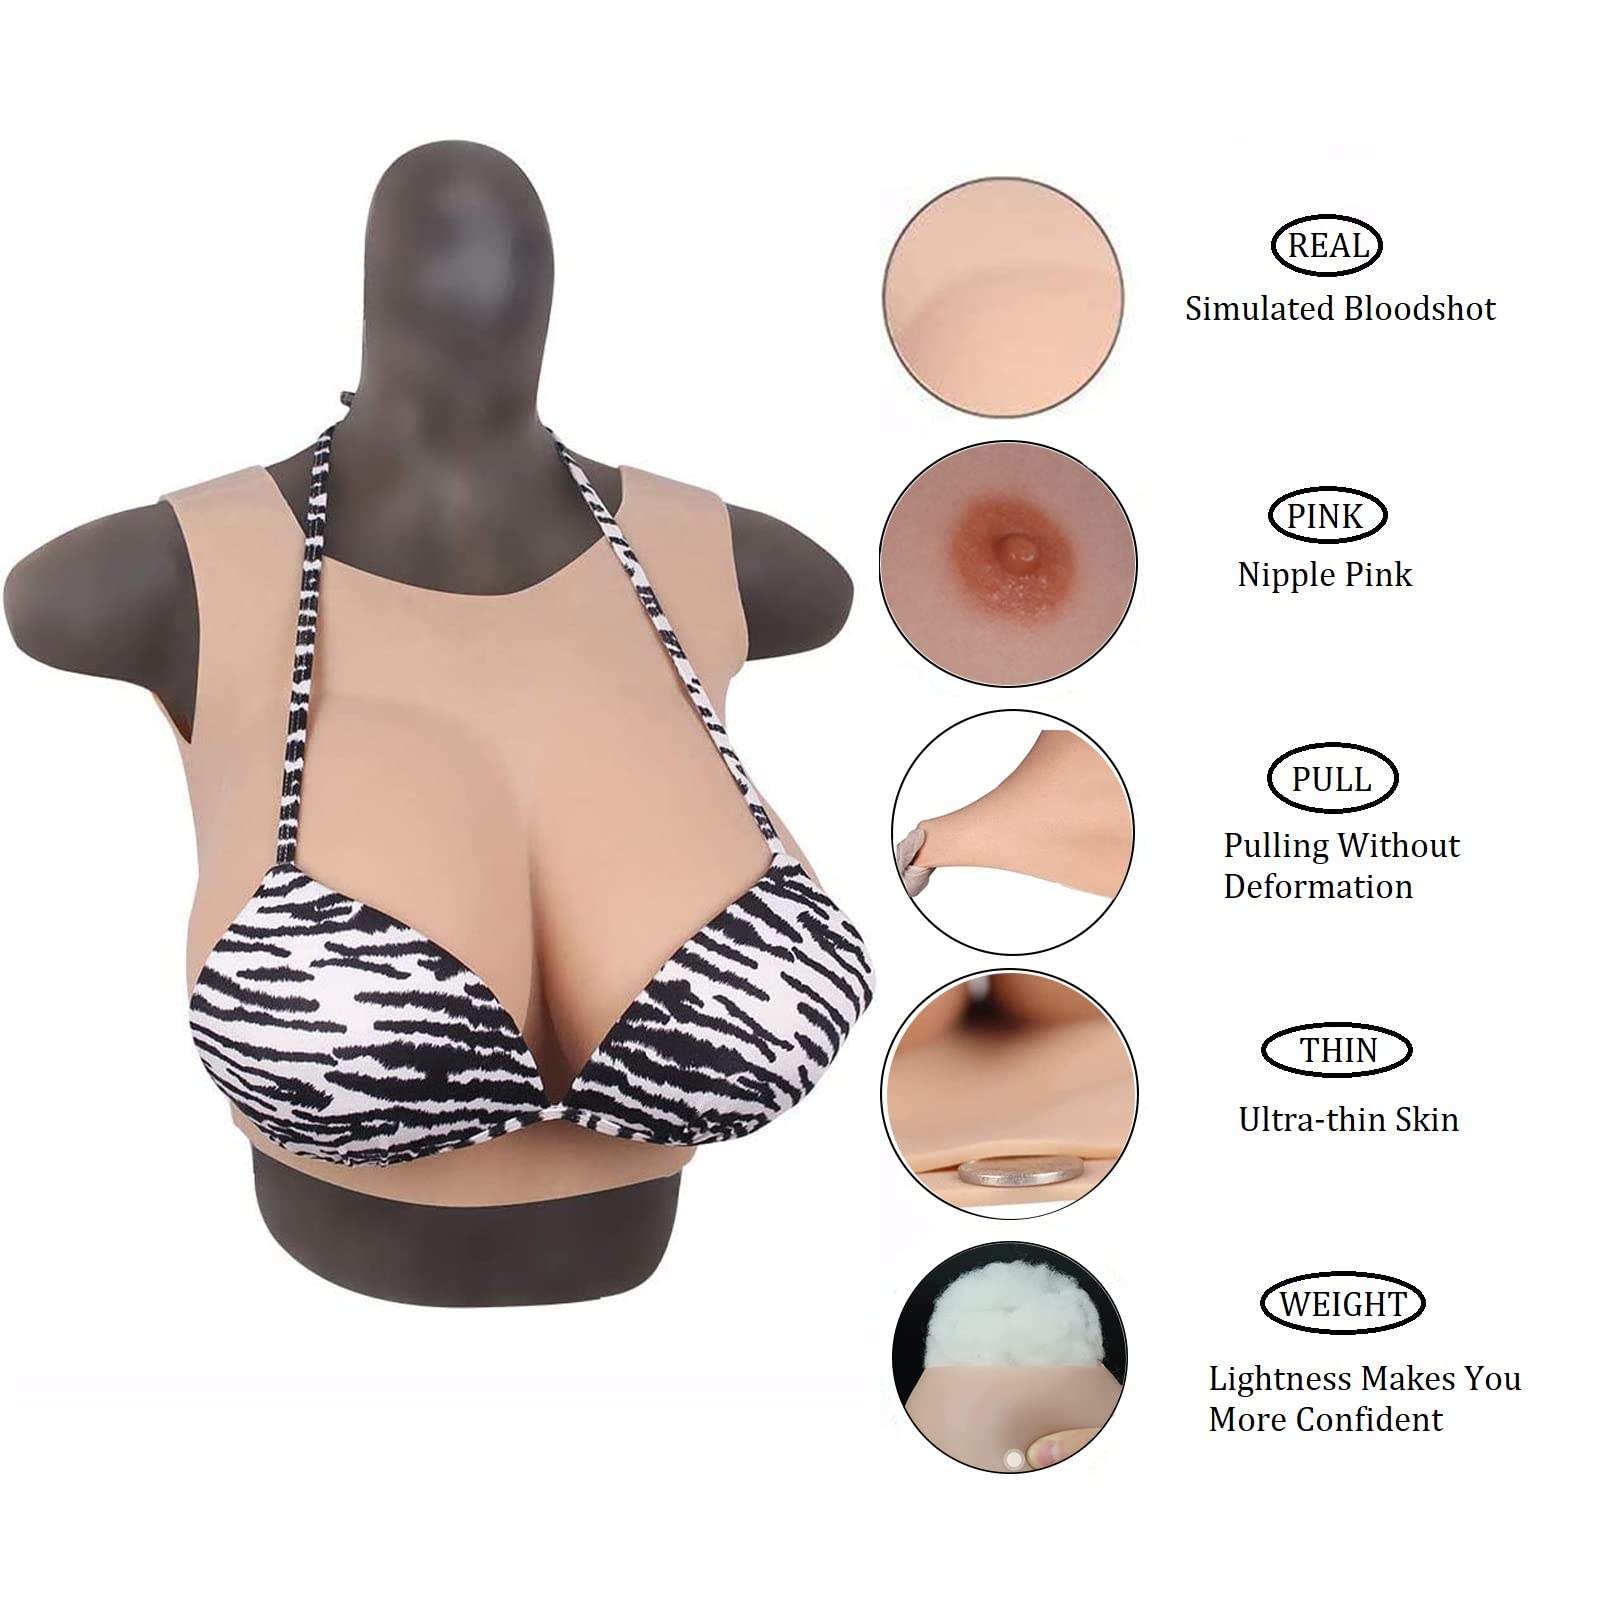 REAL
Simulated Bloodshot
PINK
Nipple Pink
PULL
Pulling Without
Deformation
THIN
Ultra-thin Skin
WEIGHT
Lightness Makes You
More Confident